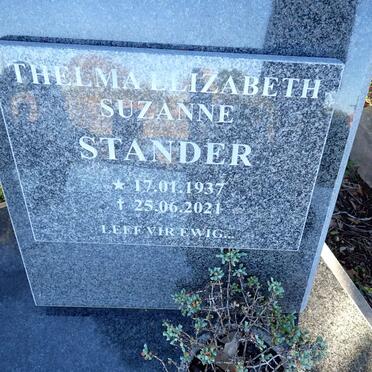 THELMA ELIZABETH
SUZANNE
STANDER
★ 17.01.1937
† 25.06.2021
LEEF VIR EWIG...